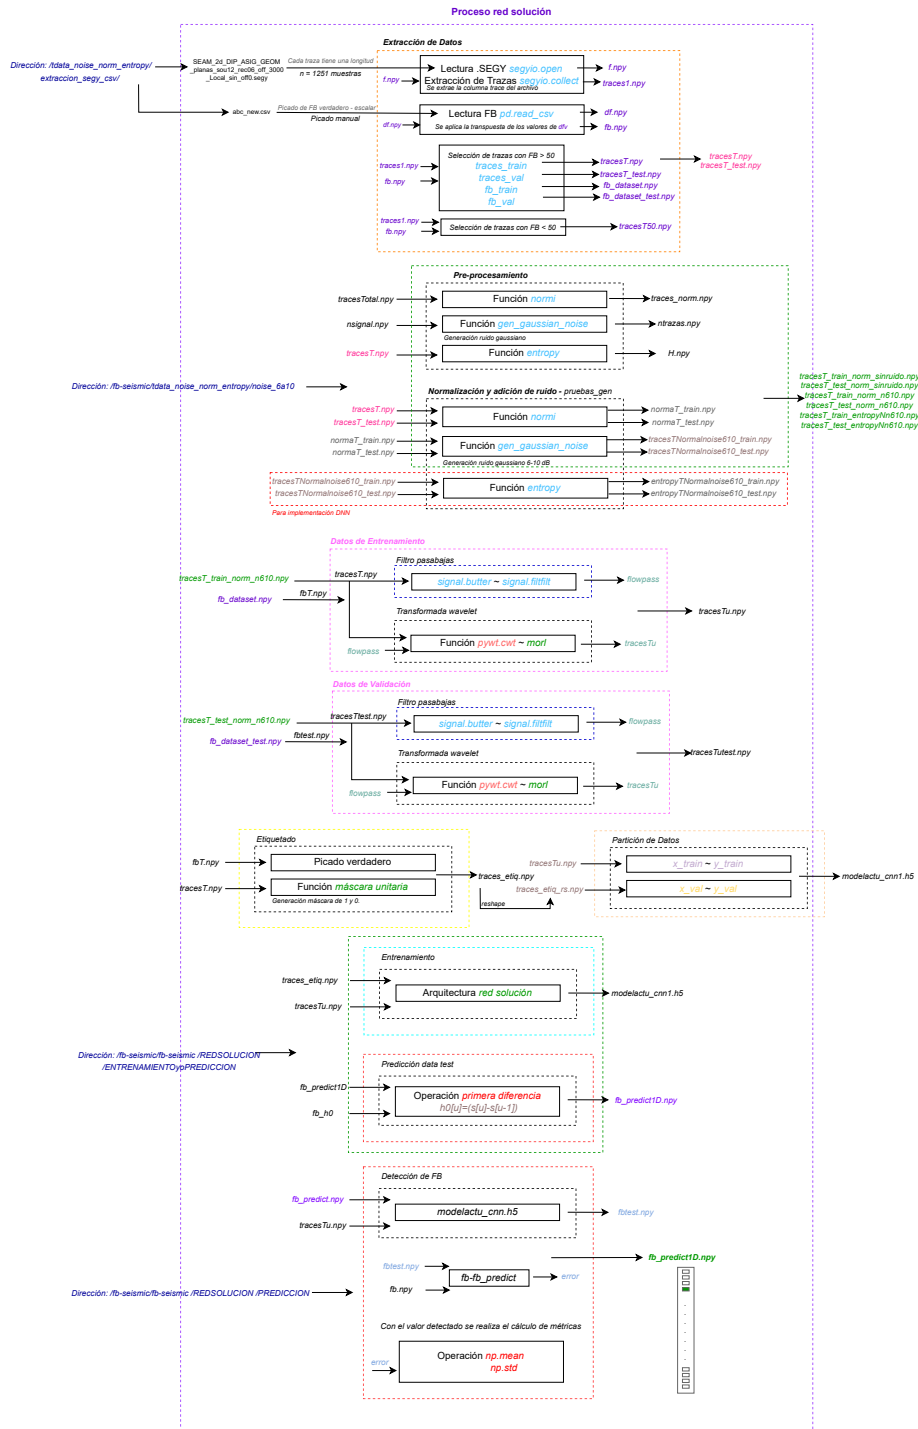 Proceso red solución
Extracción de Datos
Dirección: /tdata_noise_norm_entropy/
extraccion_segy_csv/
SEAM_2d_DIP_ASIG_GEOM
_planas_sou12_rec06_off_3000
_Local_sin_off0.segy
Cada traza tiene una longitud
n = 1251 muestras
f.npy
Lectura .SEGY segyio.open
Extracción de Trazas segyio.collect
Se extrae la columna trace del archivo
f.npy
traces1.npy
abc_new.csv
Picado de FB verdadero - escalar
Picado manual
df.npy
Lectura FB pd.read_csv
Se aplica la transpuesta de los valores de dfv
df.npy
fb.npy
traces1.npy
fb.npy
Selección de trazas con FB > 50
traces_train
traces_val
fb_train
fb_val
tracesT.npy
tracesT_test.npy
fb_dataset.npy
fb_dataset_test.npy
tracesT.npy
tracesT_test.npy
traces1.npy
fb.npy
Selección de trazas con FB < 50
tracesT50.npy
Pre-procesamiento
tracesTotal.npy
Función normi
traces_norm.npy
nsignal.npy
Función gen_gaussian_noise
ntrazas.npy
Generación ruido gaussiano
tracesT.npy
Función entropy
H.npy
Dirección: /fb-seismic/tdata_noise_norm_entropy/noise_6a10
tracesT_train_norm_sinruido.npy
tracesT_test_norm_sinruido.npy
tracesT_train_norm_n610.npy
tracesT_test_norm_n610.npy
tracesT_train_entropyNn610.npy
tracesT_test_entropyNn610.npy
Normalización y adición de ruido - pruebas_gen
tracesT.npy
tracesT_test.npy
Función normi
normaT_train.npy
normaT_test.npy
normaT_train.npy
normaT_test.npy
Función gen_gaussian_noise
tracesTNormalnoise610_train.npy
tracesTNormalnoise610_test.npy
Generación ruido gaussiano 6-10 dB
tracesTNormalnoise610_train.npy
tracesTNormalnoise610_test.npy
Función entropy
entropyTNormalnoise610_train.npy
entropyTNormalnoise610_test.npy
Para implementación DNN.
Datos de Entrenamiento
Filtro pasabajas
tracesT_train_norm_n610.npy
tracesT.npy
signal.butter ~ signal.filtfilt
flowpass
fb_dataset.npy
fbT.npy
Transformada wavelet
tracesTu.npy
flowpass
Función pywt.cwt ~ morl
tracesTu
Datos de Validación
Filtro pasabajas
tracesT_test_norm_n610.npy
tracesTtest.npy
signal.butter ~ signal.filtfilt
flowpass
fb_dataset_test.npy
fbtest.npy
Transformada wavelet
tracesTutest.npy
flowpass
Función pywt.cwt ~ morl
tracesTu
Etiquetado
fbT.npy
Picado verdadero
tracesT.npy
Función máscara unitaria
Generación máscara de 1 y 0.
traces_etiq.npy
reshape
Partición de Datos
tracesTu.npy
x_train ~ y_train
traces_etiq_rs.npy
x_val ~ y_val
modelactu_cnn1.h5
Entrenamiento
traces_etiq.npy
Arquitectura red solución
tracesTu.npy
modelactu_cnn1.h5
Dirección: /fb-seismic/fb-seismic /REDSOLUCION
/ENTRENAMIENTOyoPREDICCION
Predicción data test
fb_predict1D
fb_h0
Operación primera diferencia
h0[u]=(s[u]-s[u-1])
fb_predict1D.npy
Detección de FB
fb_predict.npy
tracesTu.npy
modelactu_cnn.h5
fbtest.npy
fbtest.npy
fb.npy
fb-fb_predict
error
fb_predict1D.npy
Dirección: /fb-seismic/fb-seismic /REDSOLUCION /PREDICCION
Con el valor detectado se realiza el cálculo de métricas
error
Operación np.mean
np.std